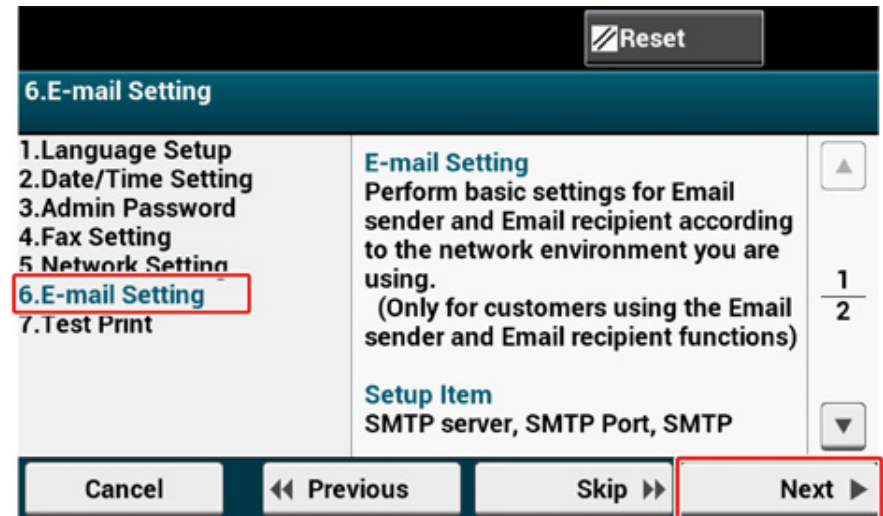 Reset
6.E-mail Setting
1.Language Setup
2.Date/Time Setting
3.Admin Password
4.Fax Setting
5.Network Setting
6.E-mail Setting
7.Test Print
E-mail Setting
Perform basic settings for Email
sender and Email recipient according
to the network environment you are
using.
(Only for customers using the Email
sender and Email recipient functions)
Setup Item
SMTP server, SMTP Port, SMTP
1
2
Cancel
Previous
Skip
Next